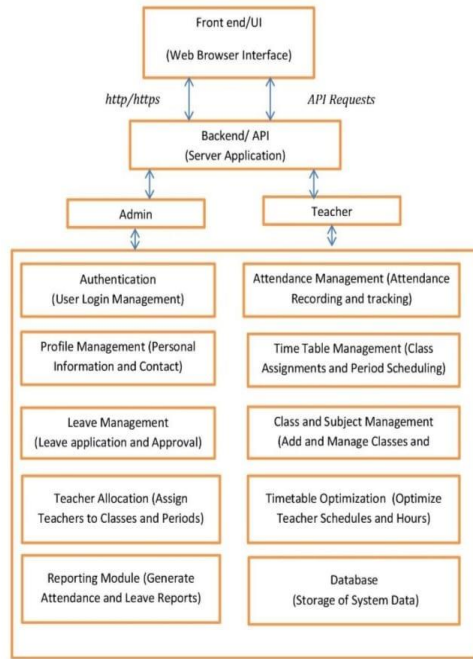 Front end/UI
(Web Browser Interface)
http/https
API Requests
Backend/ API
(Server Application)
Admin
Teacher
Authentication
(User Login Management)
Attendance Management (Attendance
Recording and tracking)
Profile Management (Personal
Information and Contact)
Time Table Management (Class
Assignments and Period Scheduling)
Leave Management
(Leave application and Approval)
Class and Subject Management
(Add and Manage Classes and
Teacher Allocation (Assign
Teachers to Classes and Periods)
Timetable Optimization (Optimize
Teacher Schedules and Hours)
Reporting Module (Generate
Attendance and Leave Reports)
Database
(Storage of System Data)